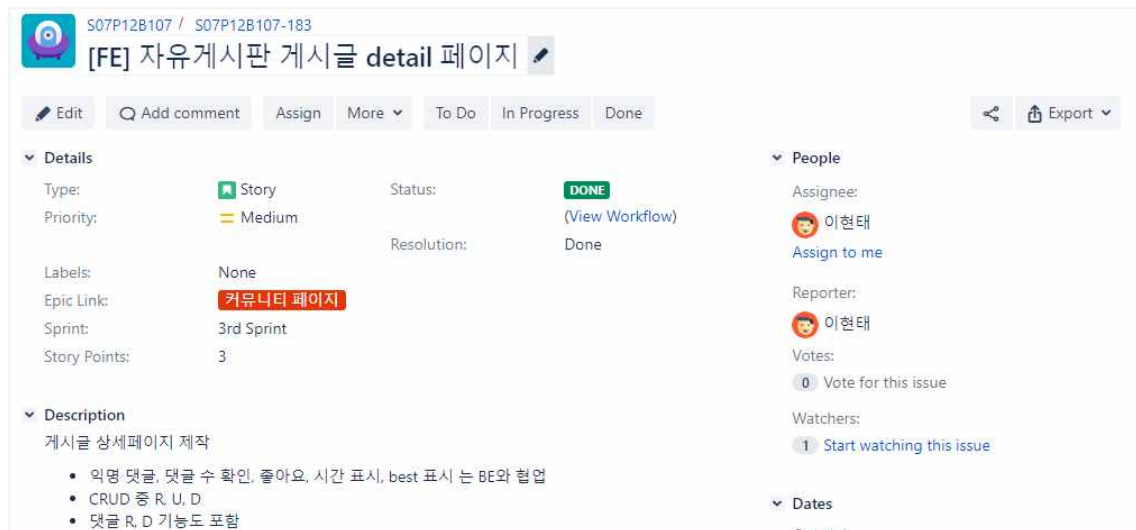 S07P12B107 / S07P12B107-183
[FE] 자유게시판 게시글 detail 페이지
Edit Add comment Assign More To Do In Progress Done Export
Details
Type: Story Status: DONE
Priority: Medium (View Workflow)
Resolution: Done
Labels: None
Epic Link: 커뮤니티 페이지
Sprint: 3rd Sprint
Story Points: 3
Description
게시글 상세페이지 제작
익명 댓글, 댓글 수 확인, 좋아요, 시간 표시, best 표시 는 BE와 협업
CRUD 중 R, U, D
댓글 R, D 기능도 포함
People
Assignee:
이현태
Assign to me
Reporter:
이현태
Votes:
0 Vote for this issue
Watchers:
1 Start watching this issue
Dates